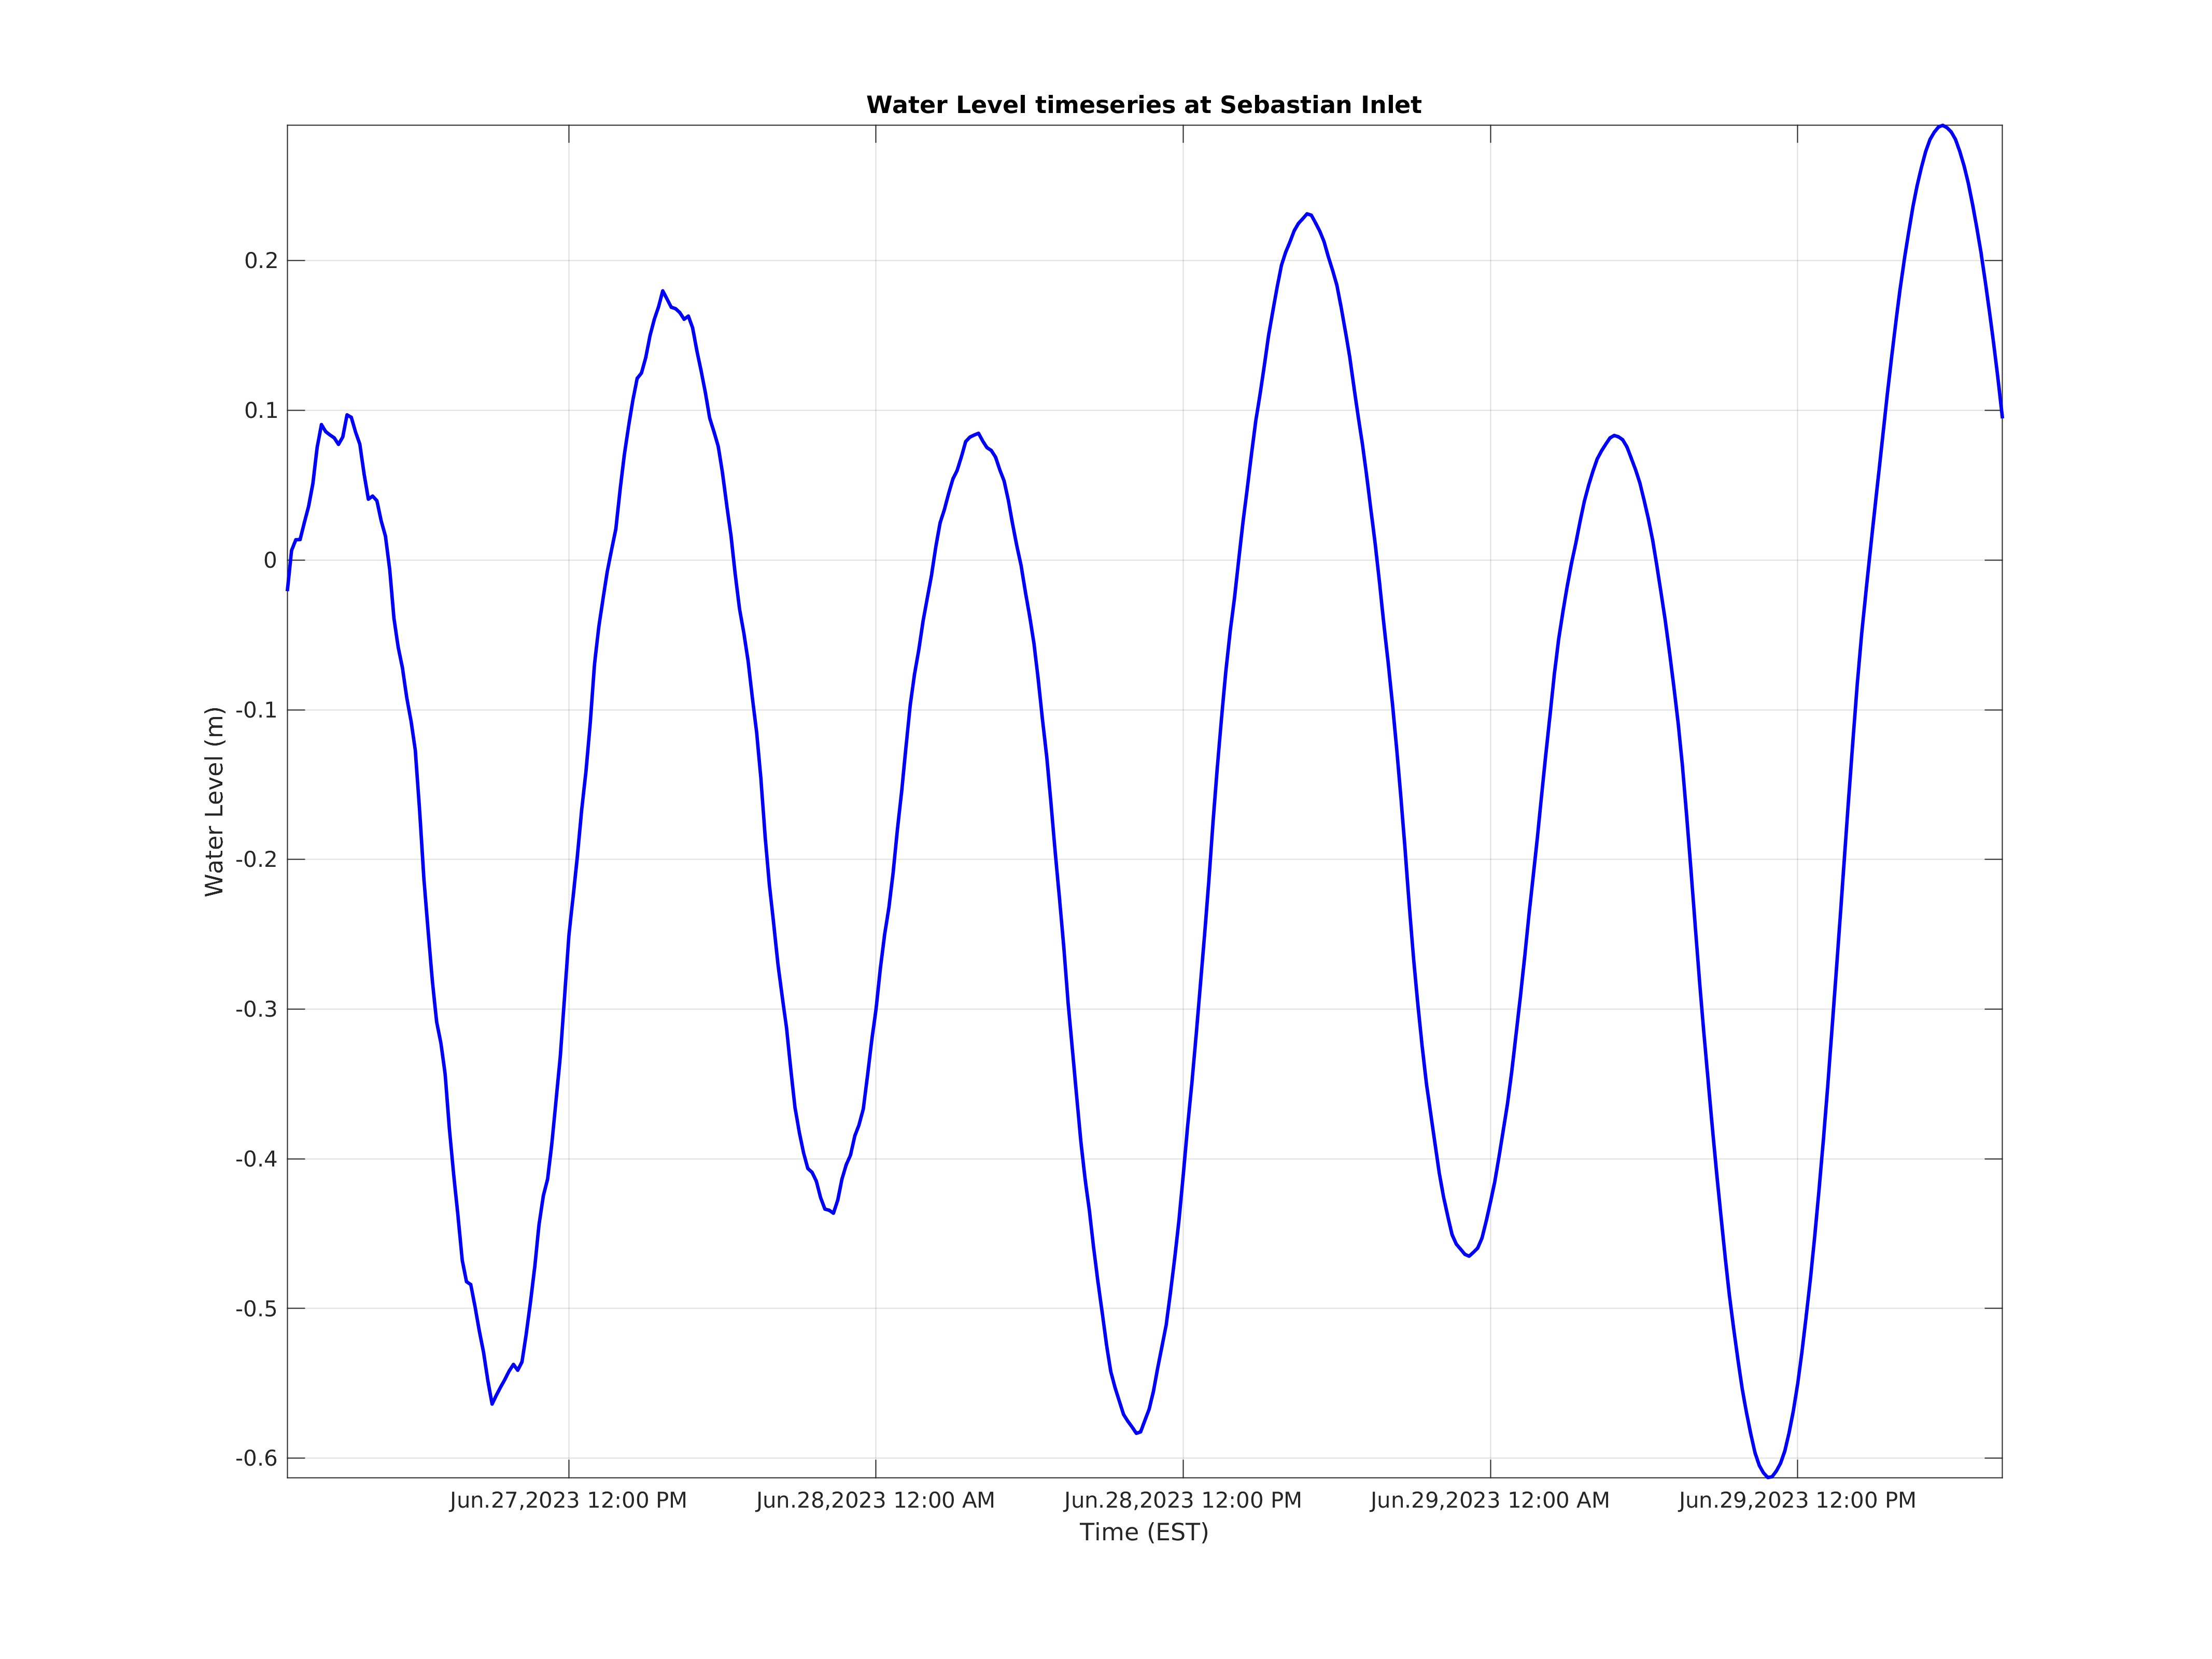 Water Level timeseries at Sebastian Inlet
0.2
0.1
0
-0.1
-0.2
-0.3
-0.4
-0.5
-0.6
Water Level (m)
Jun.27,2023 12:00 PM
Jun.28,2023 12:00 AM
Jun.28,2023 12:00 PM
Jun.29,2023 12:00 AM
Jun.29,2023 12:00 PM
Time (EST)